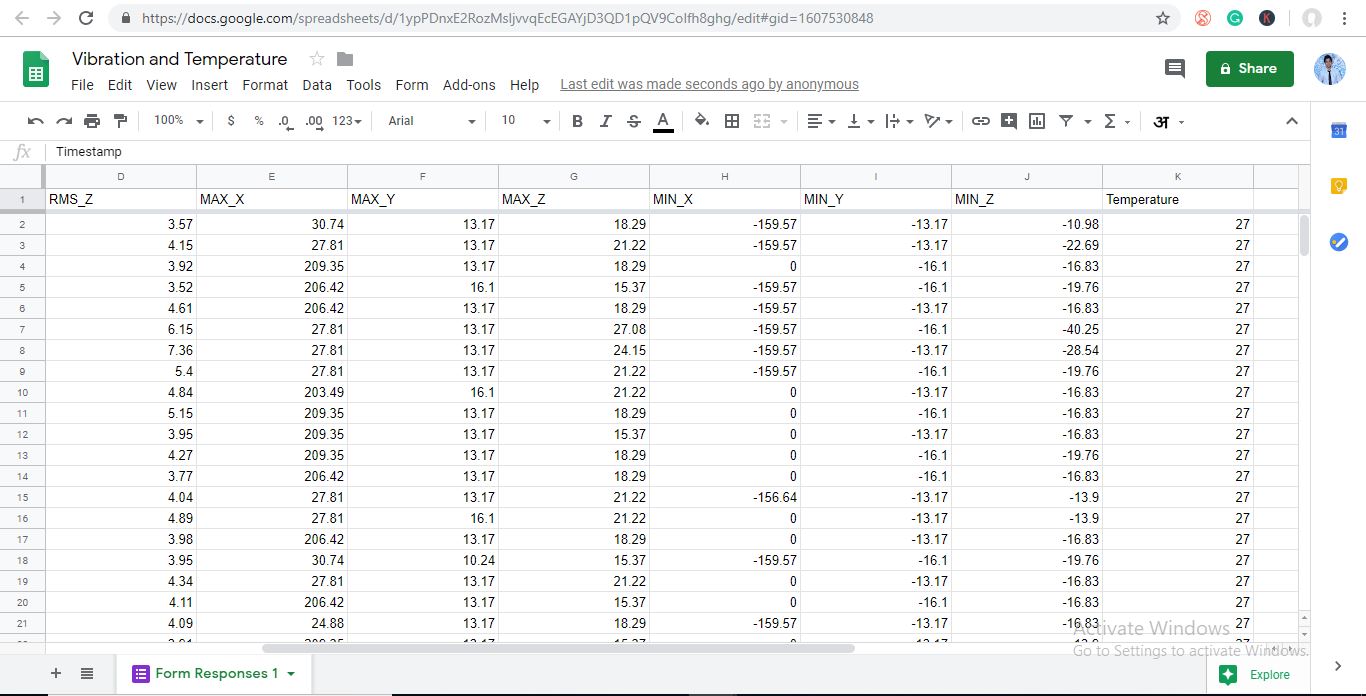 https://docs.google.com/spreadsheets/d/1ypPDnxE2RozMsljvvqEcEGAYjD3QD1pQV9Colfh8ghg/edit#gid=1607530848
Vibration and Temperature
File Edit View Insert Format Data Tools Form Add-ons Help Last edit was made seconds ago by anonymous
Share
100% $ % .0 .00 123 Arial 10 B I S A Σ अ
fx Timestamp
D E F G H I J K
1 RMS_Z MAX_X MAX_Y MAX_Z MIN_X MIN_Y MIN_Z Temperature
2 3.57 30.74 13.17 18.29 -159.57 -13.17 -10.98 27
3 4.15 27.81 13.17 21.22 -159.57 -13.17 -22.69 27
4 3.92 209.35 13.17 18.29 0 -16.1 -16.83 27
5 3.52 206.42 16.1 15.37 -159.57 -16.1 -19.76 27
6 4.61 206.42 13.17 18.29 -159.57 -13.17 -16.83 27
7 6.15 27.81 13.17 27.08 -159.57 -16.1 -40.25 27
8 7.36 27.81 13.17 24.15 -159.57 -13.17 -28.54 27
9 5.4 27.81 13.17 21.22 -159.57 -16.1 -19.76 27
10 4.84 203.49 16.1 21.22 0 -13.17 -16.83 27
11 5.15 209.35 13.17 18.29 0 -16.1 -16.83 27
12 3.95 209.35 13.17 15.37 0 -13.17 -16.83 27
13 4.27 209.35 13.17 18.29 0 -16.1 -19.76 27
14 3.77 206.42 13.17 18.29 0 -16.1 -16.83 27
15 4.04 27.81 13.17 21.22 -156.64 -13.17 -13.9 27
16 4.89 27.81 16.1 21.22 0 -13.17 -13.9 27
17 3.98 206.42 13.17 18.29 0 -13.17 -16.83 27
18 3.95 30.74 10.24 15.37 -159.57 -16.1 -19.76 27
19 4.34 27.81 13.17 21.22 0 -13.17 -16.83 27
20 4.11 206.42 13.17 15.37 0 -16.1 -16.83 27
21 4.09 24.88 13.17 18.29 -159.57 -13.17 -16.83 27
Activate Windows
Go to Settings to activate Windows.
Form Responses 1
Explore
31
K